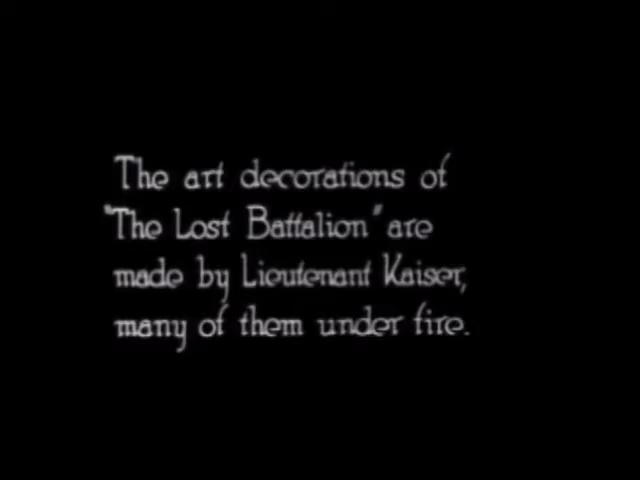 The art decorations of
"The Lost Battalion" are
made by Lieutenant Kaiser,
many of them under fire.